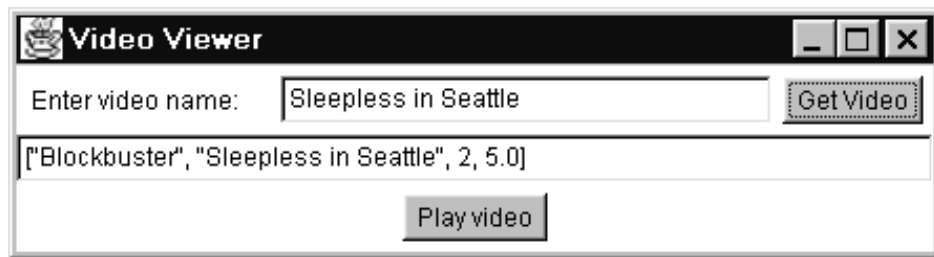 Video Viewer
Enter video name: Sleepless in Seattle Get Video
["Blockbuster", "Sleepless in Seattle", 2, 5.0]
Play video